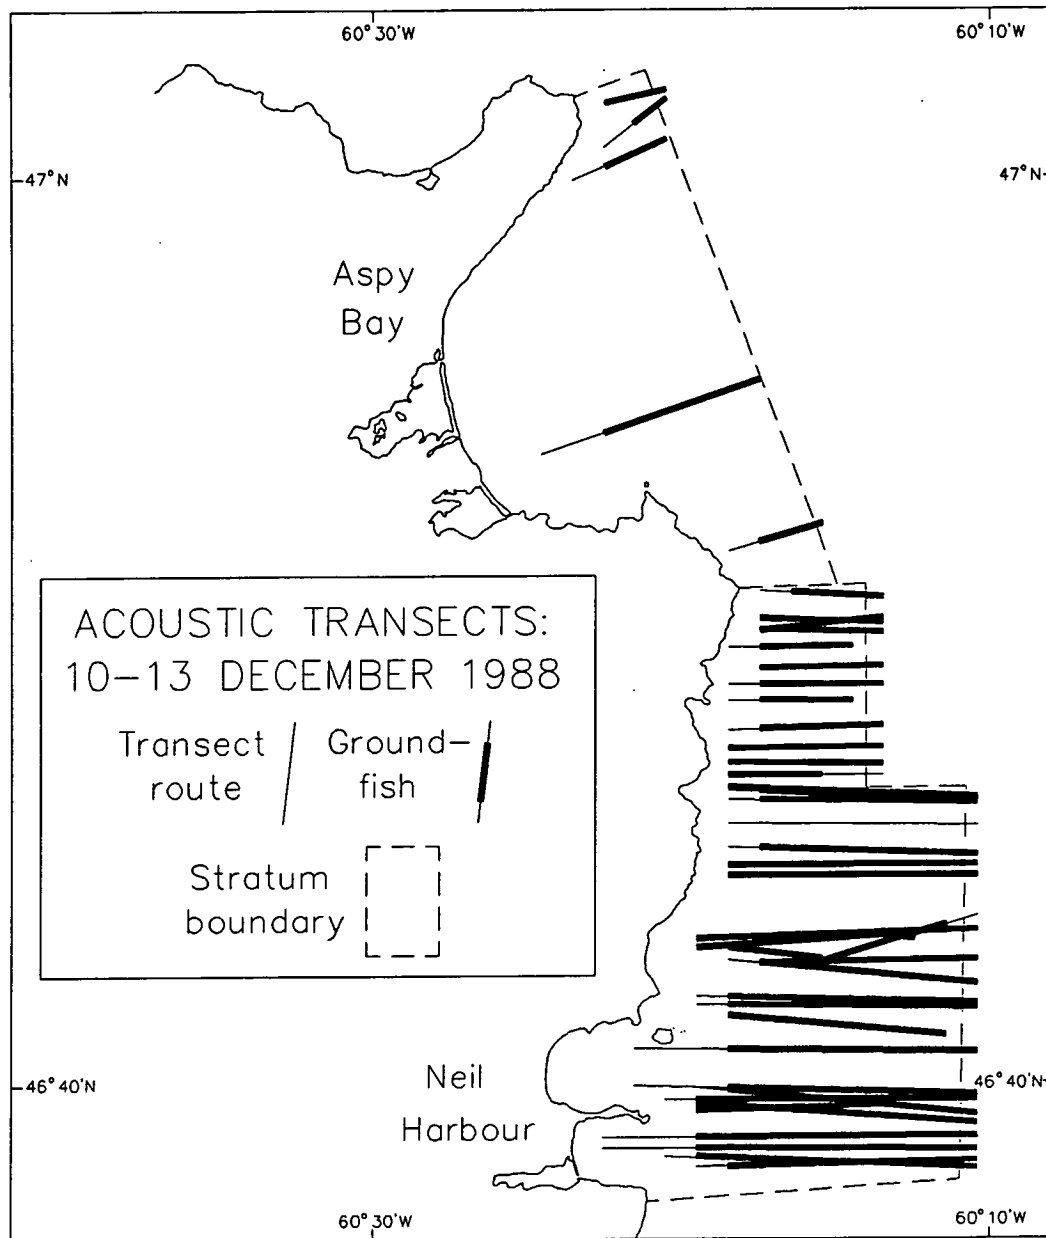 60°30'W
60°10'W
47°N
47°N
Aspy
Bay
ACOUSTIC TRANSECTS:
10–13 DECEMBER 1988
Transect
route
Ground–
fish
Stratum
boundary
Neil
Harbour
46°40'N
46°40'N
60°30'W
60°10'W